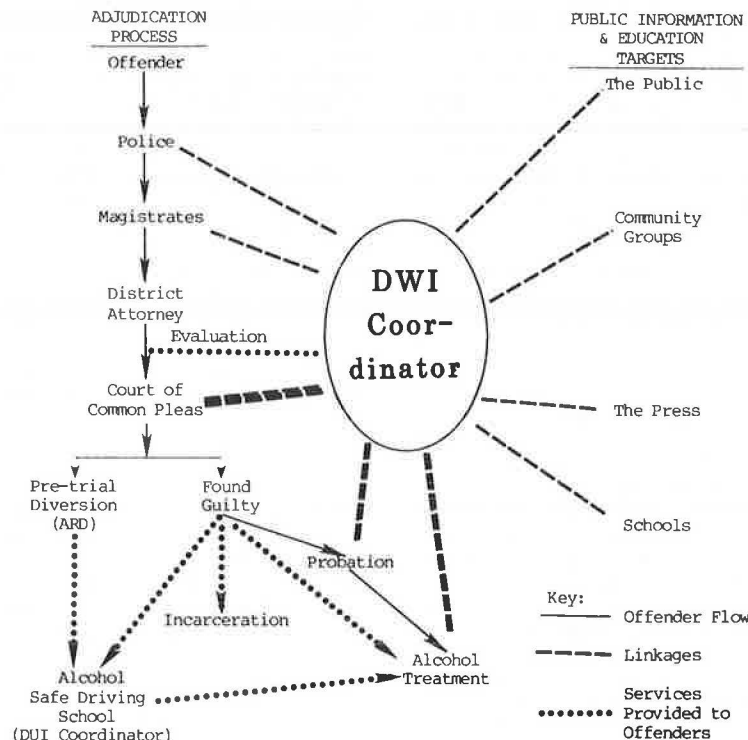 ADJUDICATION
PROCESS
Offender
Police
Magistrates
District
Attorney
Evaluation
Court of
Common Pleas
Pre-trial
Diversion
(ARD)
Found
Guilty
Probation
Incarceration
Alcohol
Safe Driving
School
(DUI Coordinator)
Alcohol
Treatment
DWI
Coor-
dinator
PUBLIC INFORMATION
& EDUCATION
TARGETS
The Public
Community
Groups
The Press
Schools
Key:
Offender Flow
Linkages
Services
Provided to
Offenders